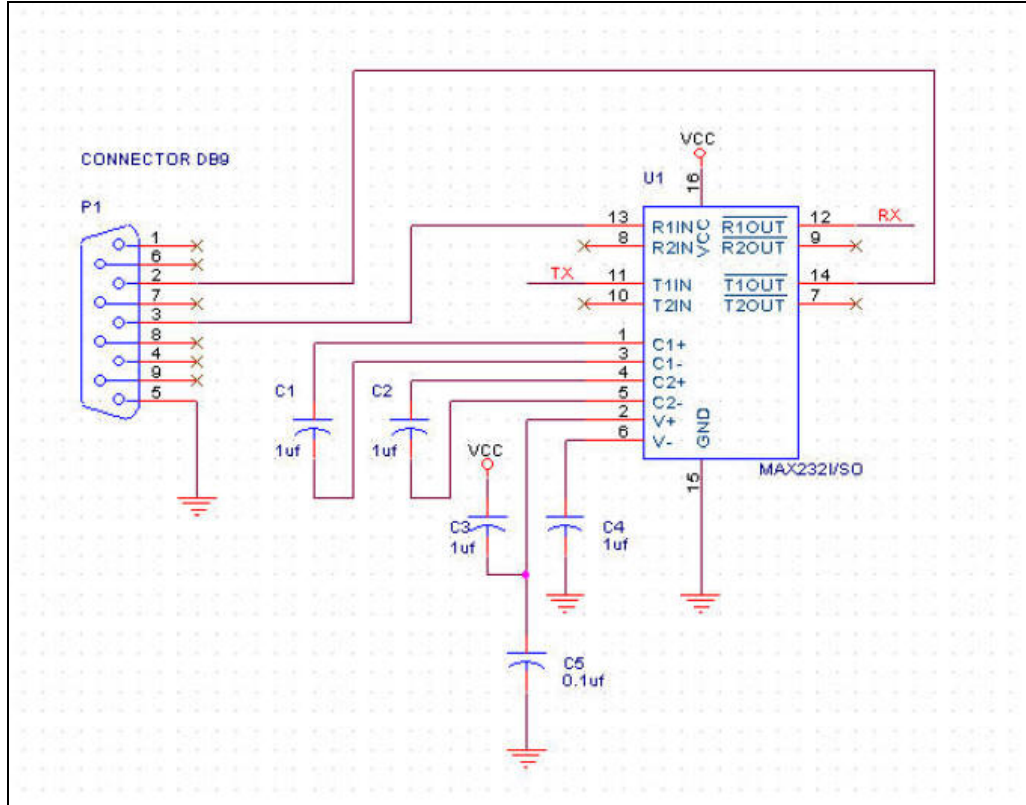 CONNECTOR DB9
P1
1
6
2
7
3
8
4
9
5
VCC
U1
16
13 R1IN VCC R1OUT 12 RX
8 R2IN R2OUT 9
TX 11 T1IN T1OUT 14
10 T2IN T2OUT 7
1 C1+
3 C1-
4 C2+
5 C2-
2 V+
6 V-
GND
15
MAX232I/SO
C1
1uf
C2
1uf
VCC
C3
1uf
C4
1uf
C5
0.1uf